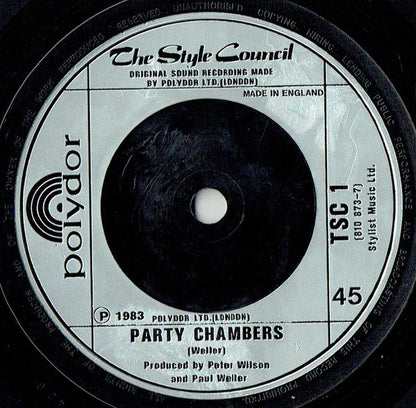 The Style Council
ORIGINAL SOUND RECORDING MADE
BY POLYDOR LTD.(LONDON)
MADE IN ENGLAND
polydor
TSC 1
(810 873-7)
Stylist Music Ltd.
45
℗ 1983 POLYDOR LTD.(LONDON)
PARTY CHAMBERS
(Weller)
Produced by Peter Wilson
and Paul Weller